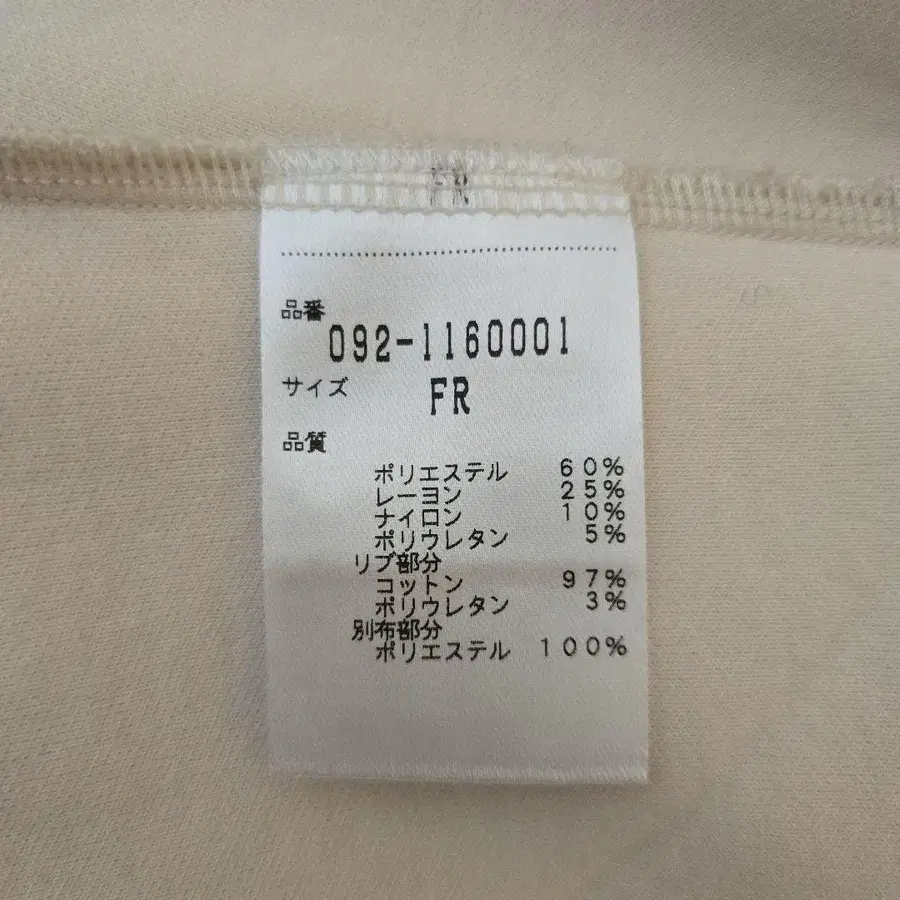 FR
品番
092-1160001
サイズ
FR
品質
ポリエステル 60%
レーヨン 25%
ナイロン 10%
ポリウレタン 5%
リブ部分
コットン 97%
ポリウレタン 3%
別布部分
ポリエステル 100%